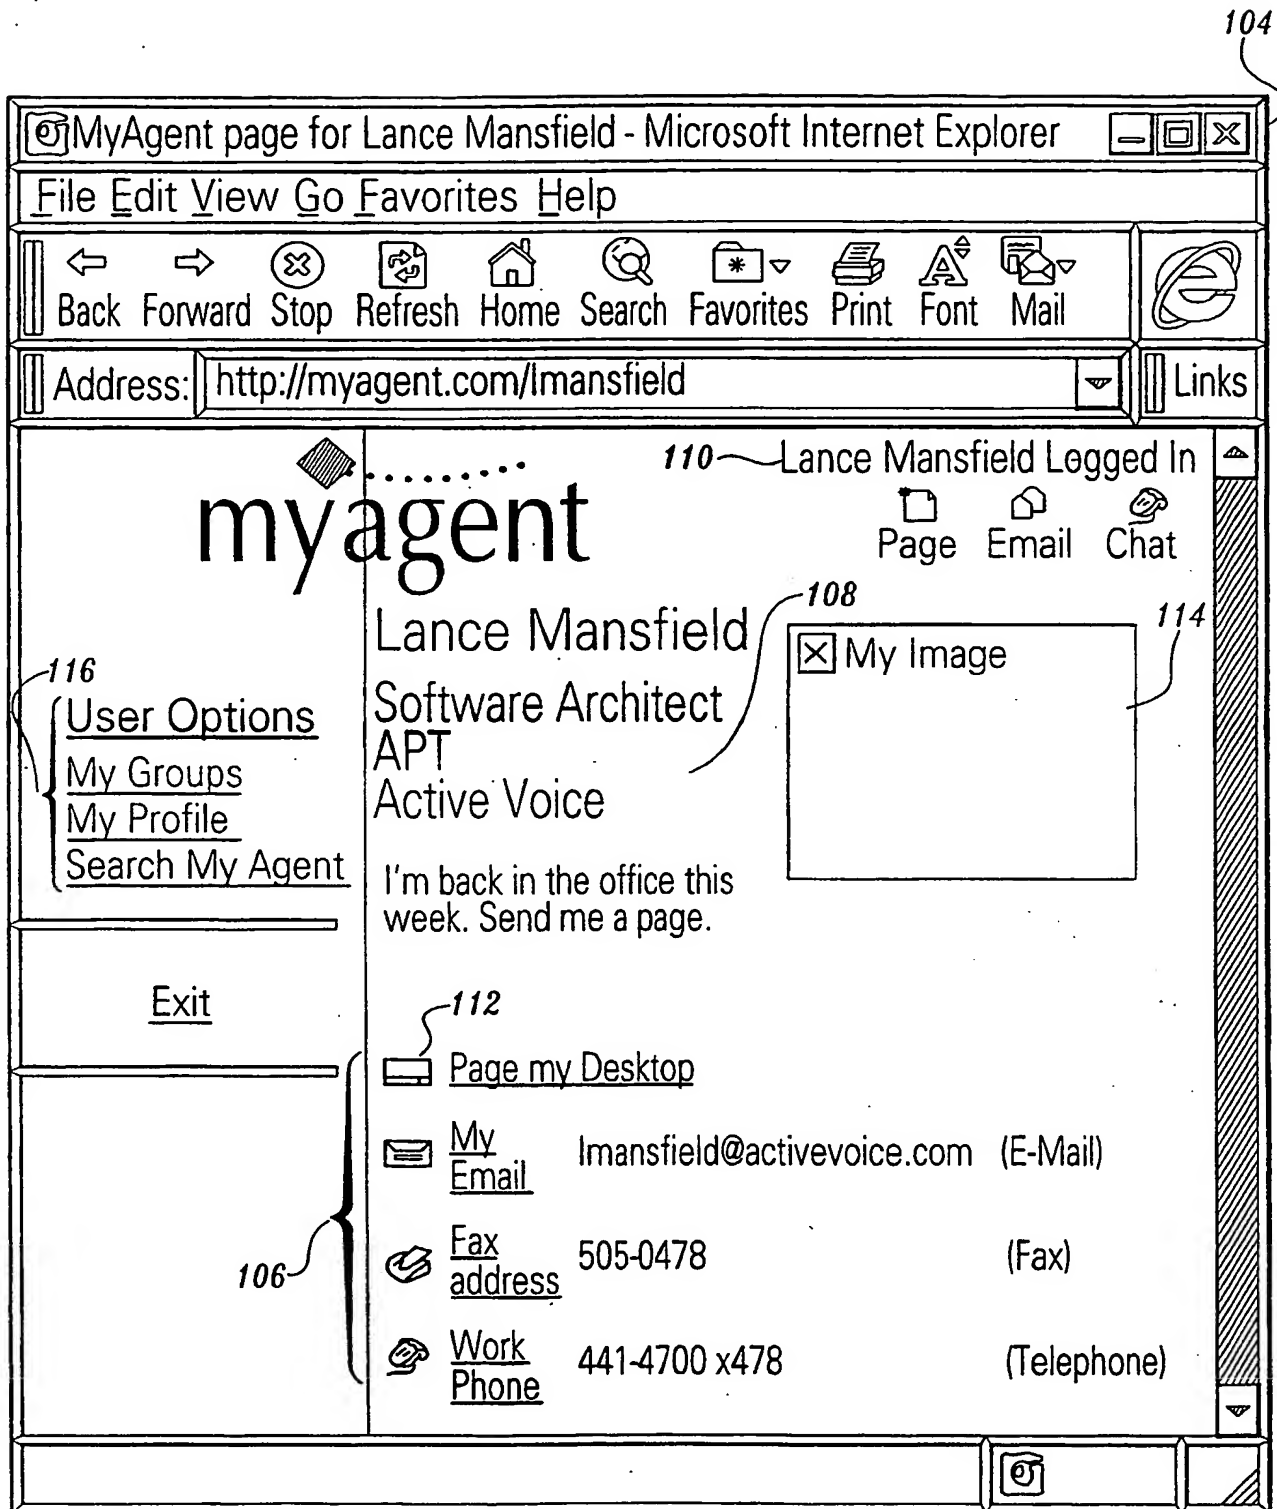 104
MyAgent page for Lance Mansfield - Microsoft Internet Explorer
File Edit View Go Favorites Help
Back Forward Stop Refresh Home Search Favorites Print Font Mail
Address: http://myagent.com/lmansfield Links
110 Lance Mansfield Logged In
myagent
Page Email Chat
108
Lance Mansfield
114
My Image
116
User Options
My Groups
My Profile
Search My Agent
Exit
Software Architect
APT
Active Voice
I'm back in the office this
week. Send me a page.
112
Page my Desktop
My
Email lmansfield@activevoice.com (E-Mail)
106
Fax
address 505-0478 (Fax)
Work
Phone 441-4700 x478 (Telephone)